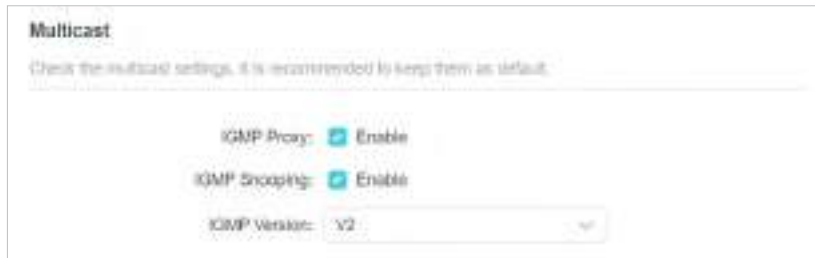 Multicast
Check the multicast settings. It is recommended to keep them as default.
IGMP Proxy: Enable
IGMP Snooping: Enable
IGMP Version: V2